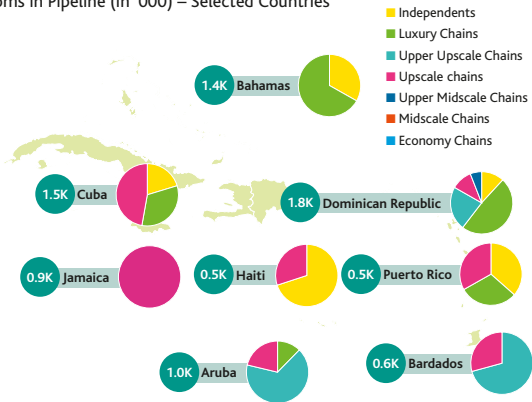 oms in Pipeline (in ‘000) – Selected Countries
Independents
Luxury Chains
Upper Upscale Chains
Upscale chains
Upper Midscale Chains
Midscale Chains
Economy Chains
1.4K Bahamas
1.5K Cuba
1.8K Dominican Republic
0.9K Jamaica
0.5K Haiti
0.5K Puerto Rico
1.0K Aruba
0.6K Bardados